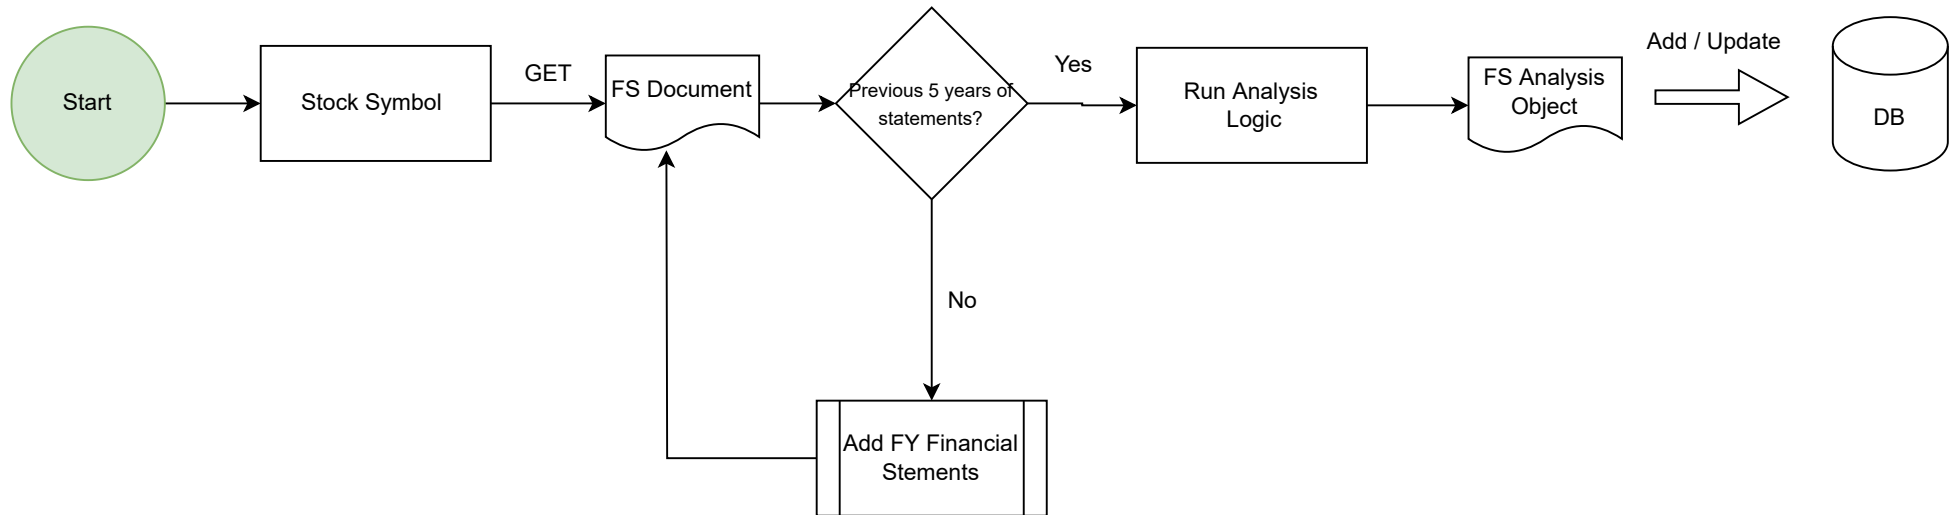 Start
Stock Symbol
GET
FS Document
Previous 5 years of
statements?
Yes
Run Analysis
Logic
FS Analysis
Object
Add / Update
DB
No
Add FY Financial
Stements